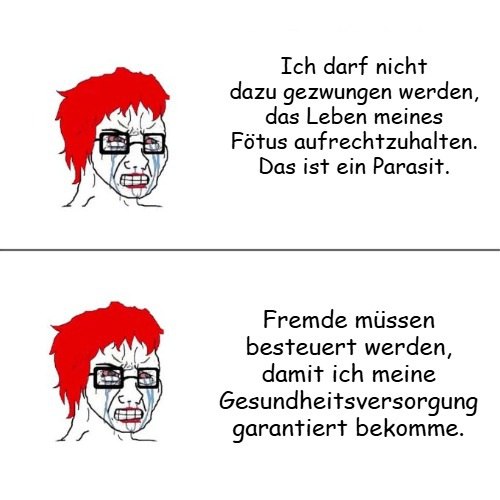 Ich darf nicht
dazu gezwungen werden,
das Leben meines
Fötus aufrechtzuhalten.
Das ist ein Parasit.
Fremde müssen
besteuert werden,
damit ich meine
Gesundheitsversorgung
garantiert bekomme.